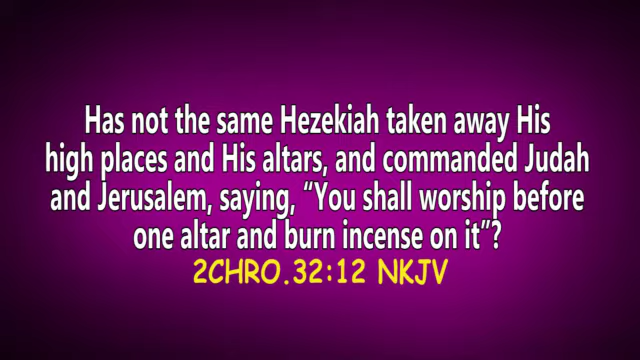 Has not the same Hezekiah taken away His
high places and His altars, and commanded Judah
and Jerusalem, saying, “You shall worship before
one altar and burn incense on it”?
2CHRO.32:12 NKJV